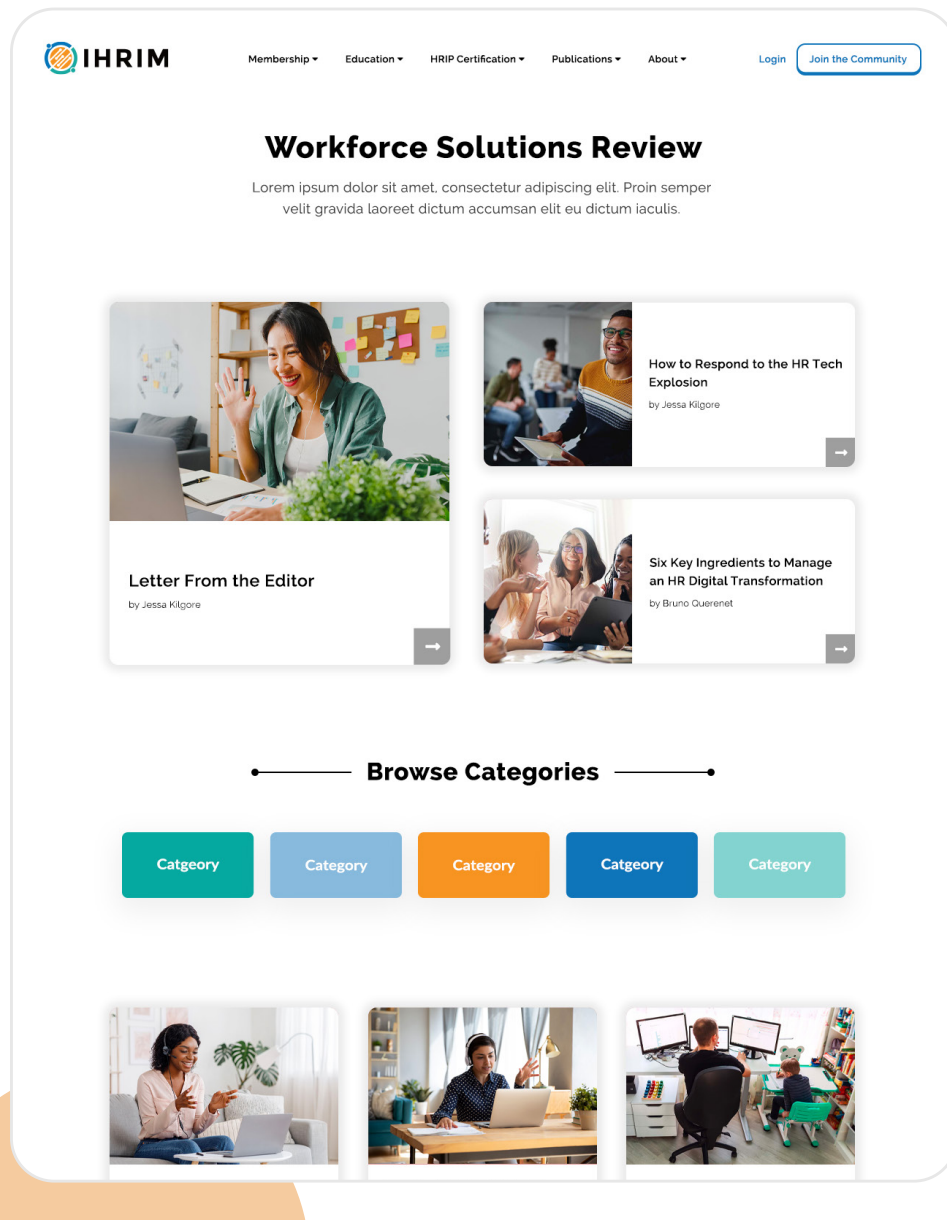 IHRIM
Membership
Education
HRIP Certification
Publications
About
Login
Join the Community
Workforce Solutions Review
Lorem ipsum dolor sit amet, consectetur adipiscing elit. Proin semper
velit gravida laoreet dictum accumsan elit eu dictum iaculis.
Letter From the Editor
by Jessa Kilgore
How to Respond to the HR Tech
Explosion
by Jessa Kilgore
Six Key Ingredients to Manage
an HR Digital Transformation
by Bruno Querenet
Browse Categories
Catgeory
Category
Category
Catgeory
Category